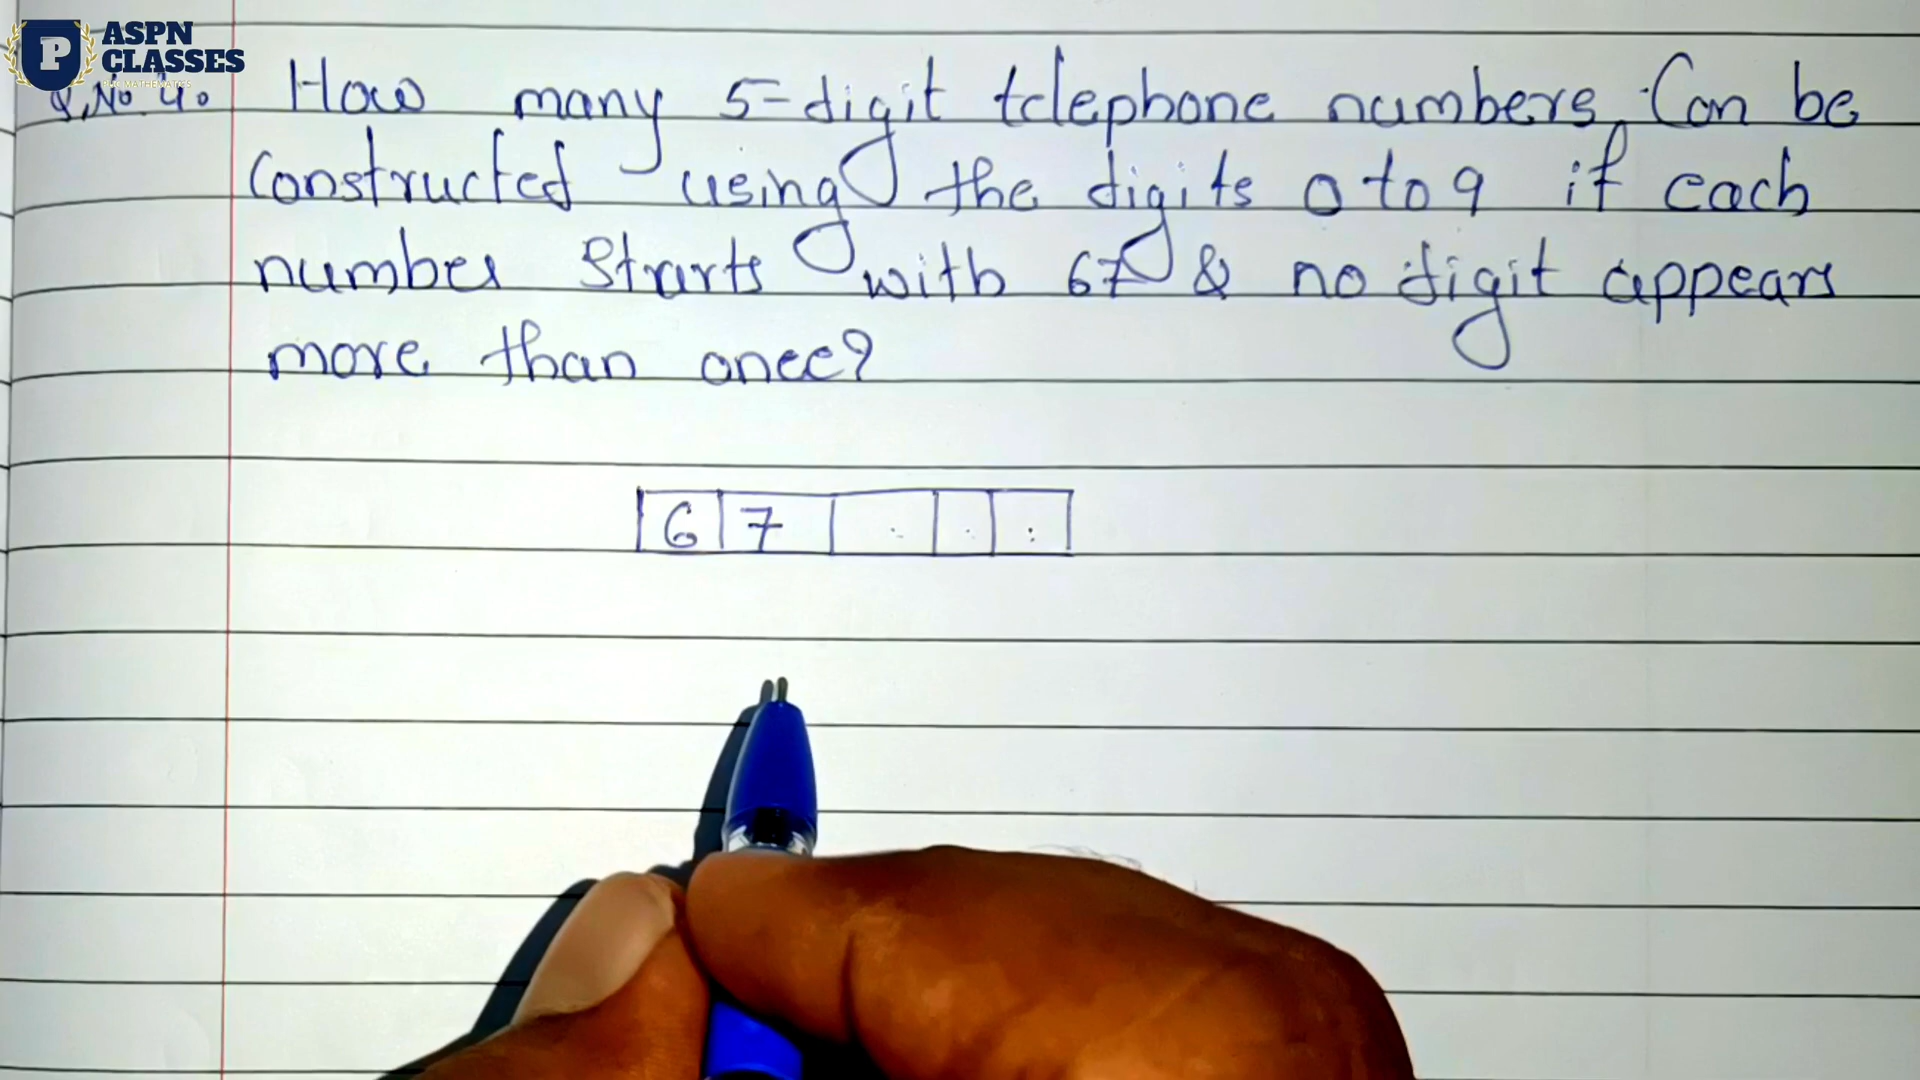 ASPN
CLASSES
Q.No 4. How many 5-digit telephone numbers Can be
Constructed using the digits 0 to 9 if each
number Starts with 67 & no digit appears
more than once?
6 7